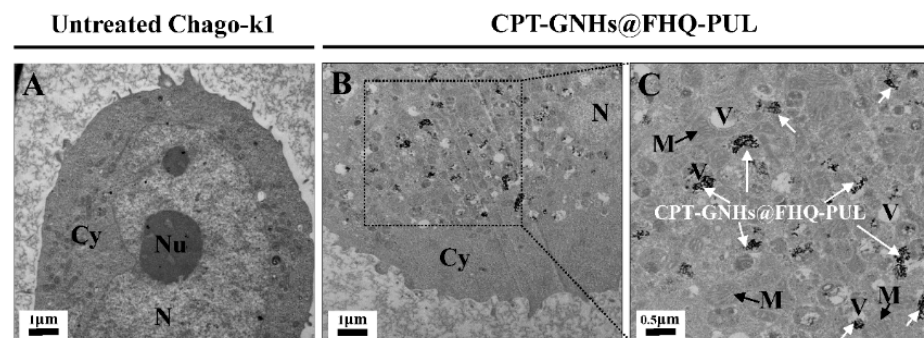 Untreated Chago-k1
CPT-GNHs@FHQ-PUL
A
Cy
Nu
N
1μm
B
N
Cy
1μm
C
V
M
V
CPT-GNHs@FHQ-PUL
V
M
M
V
0.5μm